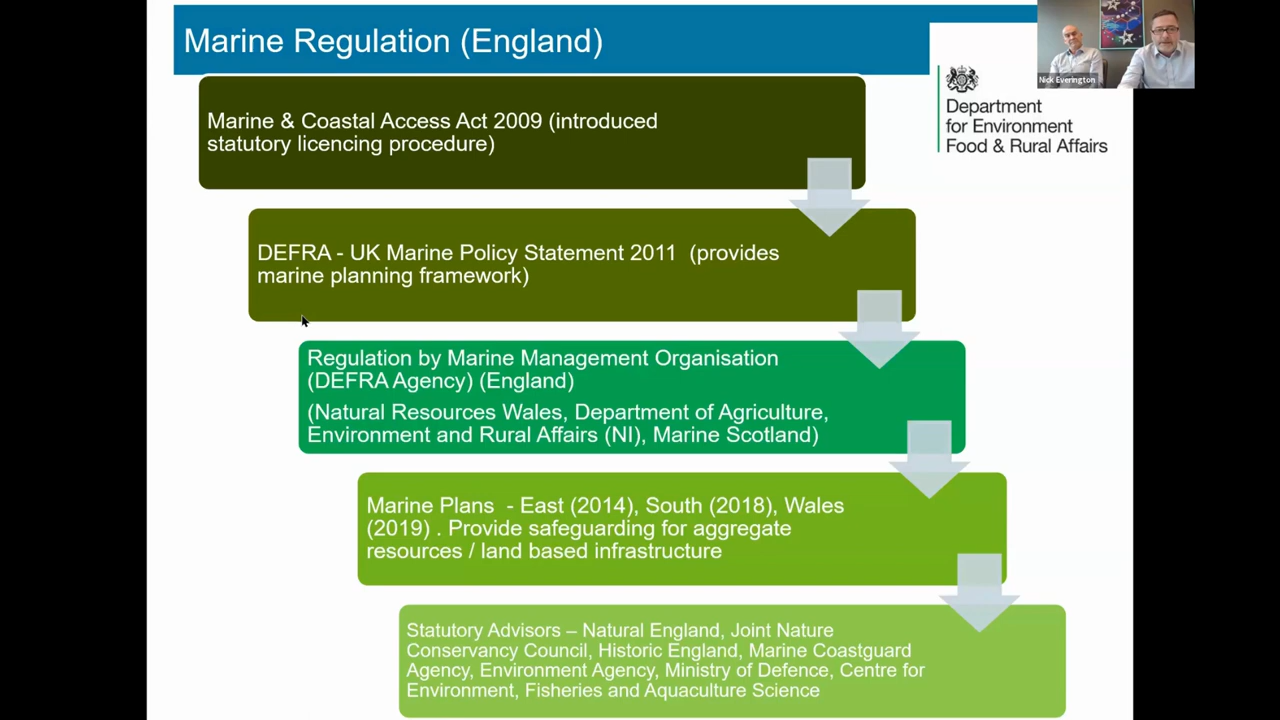 Marine Regulation (England)
Nick Everington
Department
for Environment
Food & Rural Affairs
Marine & Coastal Access Act 2009 (introduced
statutory licencing procedure)
DEFRA - UK Marine Policy Statement 2011 (provides
marine planning framework)
Regulation by Marine Management Organisation
(DEFRA Agency) (England)
(Natural Resources Wales, Department of Agriculture,
Environment and Rural Affairs (NI), Marine Scotland)
Marine Plans - East (2014), South (2018), Wales
(2019) . Provide safeguarding for aggregate
resources / land based infrastructure
Statutory Advisors – Natural England, Joint Nature
Conservancy Council, Historic England, Marine Coastguard
Agency, Environment Agency, Ministry of Defence, Centre for
Environment, Fisheries and Aquaculture Science